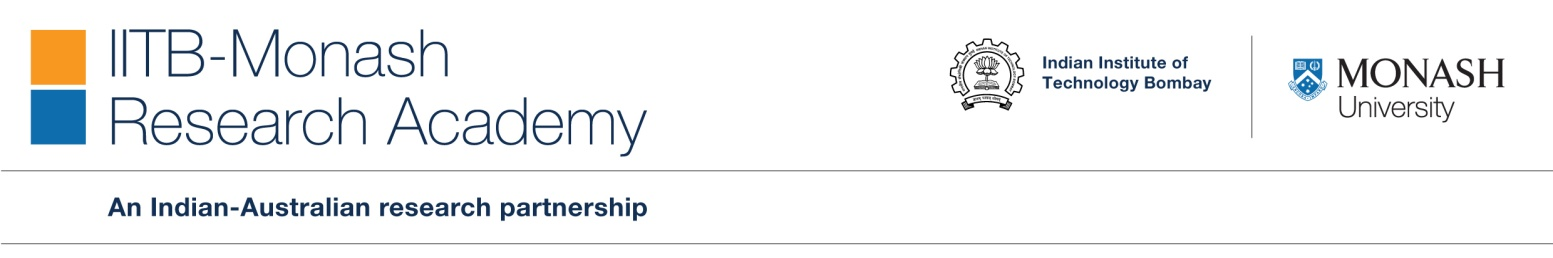 IITB-Monash
Research Academy
Indian Institute of
Technology Bombay
MONASH
University
An Indian-Australian research partnership